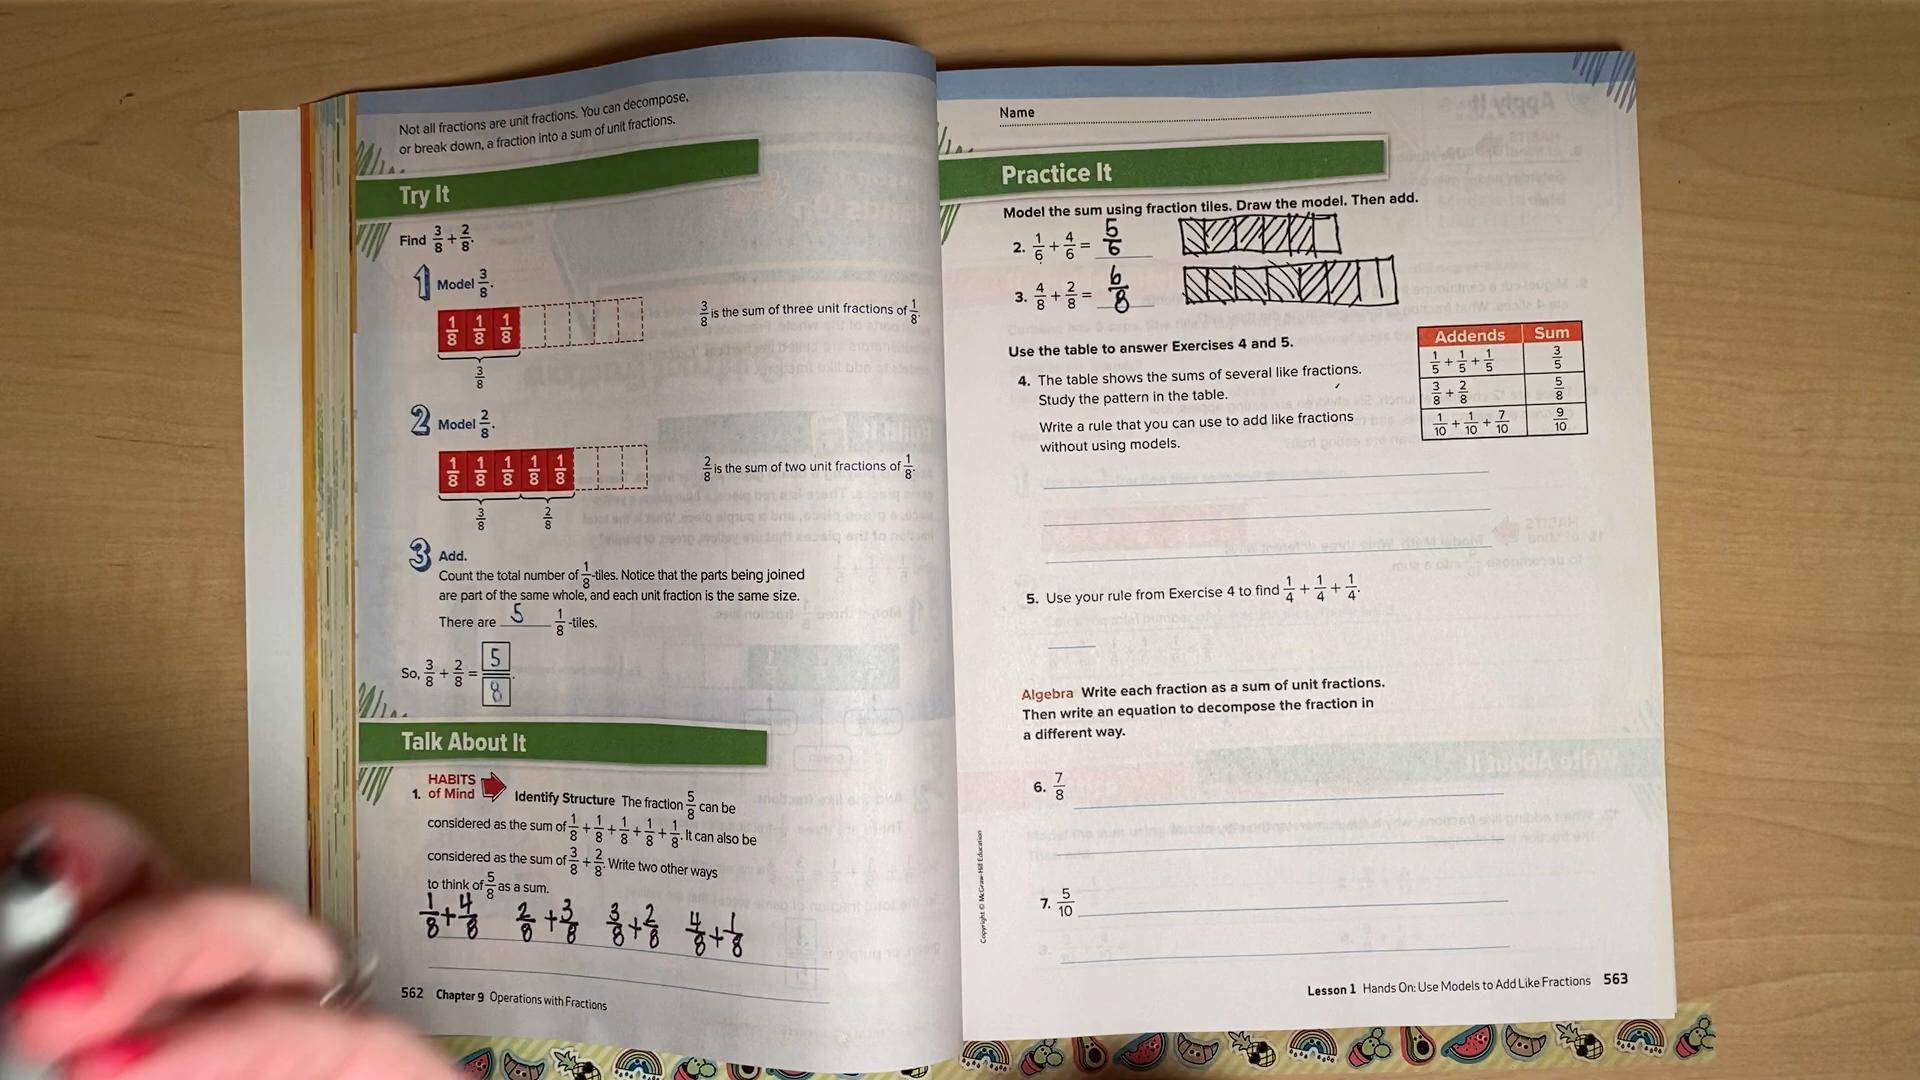 Not all fractions are unit fractions. You can decompose,
or break down, a fraction into a sum of unit fractions.
Try It
Find 3/8 + 2/8.
1 Model 3/8.
1/8 1/8 1/8
3/8 is the sum of three unit fractions of 1/8.
3/8
2 Model 2/8.
1/8 1/8 1/8 1/8 1/8
2/8 is the sum of two unit fractions of 1/8.
3/8 2/8
3 Add.
Count the total number of 1/8-tiles. Notice that the parts being joined
are part of the same whole, and each unit fraction is the same size.
There are 5 1/8-tiles.
So, 3/8 + 2/8 = 5/8.
Talk About It
HABITS
1. of Mind Identify Structure The fraction 5/8 can be
considered as the sum of 1/8 + 1/8 + 1/8 + 1/8 + 1/8. It can also be
considered as the sum of 3/8 + 2/8. Write two other ways
to think of 5/8 as a sum.
1/8 + 4/8 2/8 + 3/8 3/8 + 2/8 4/8 + 1/8
562 Chapter 9 Operations with Fractions
Name
Practice It
Model the sum using fraction tiles. Draw the model. Then add.
2. 1/6 + 4/6 = 5/6
3. 4/8 + 2/8 = 6/8
Use the table to answer Exercises 4 and 5.
4. The table shows the sums of several like fractions.
Study the pattern in the table.
Write a rule that you can use to add like fractions
without using models.
Addends Sum
1/5 + 1/5 + 1/5 3/5
3/8 + 2/8 5/8
1/10 + 1/10 + 7/10 9/10
5. Use your rule from Exercise 4 to find 1/4 + 1/4 + 1/4.
Algebra Write each fraction as a sum of unit fractions.
Then write an equation to decompose the fraction in
a different way.
6. 7/8
7. 5/10
Copyright © McGraw-Hill Education
Lesson 1 Hands On: Use Models to Add Like Fractions 563